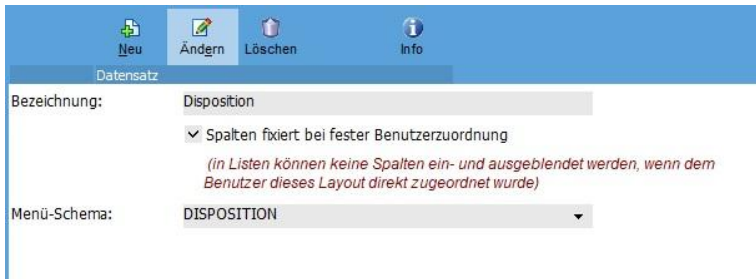 Neu Ändern Löschen Info
Datensatz
Bezeichnung: Disposition
Spalten fixiert bei fester Benutzerzuordnung
(in Listen können keine Spalten ein- und ausgeblendet werden, wenn dem
Benutzer dieses Layout direkt zugeordnet wurde)
Menü-Schema: DISPOSITION